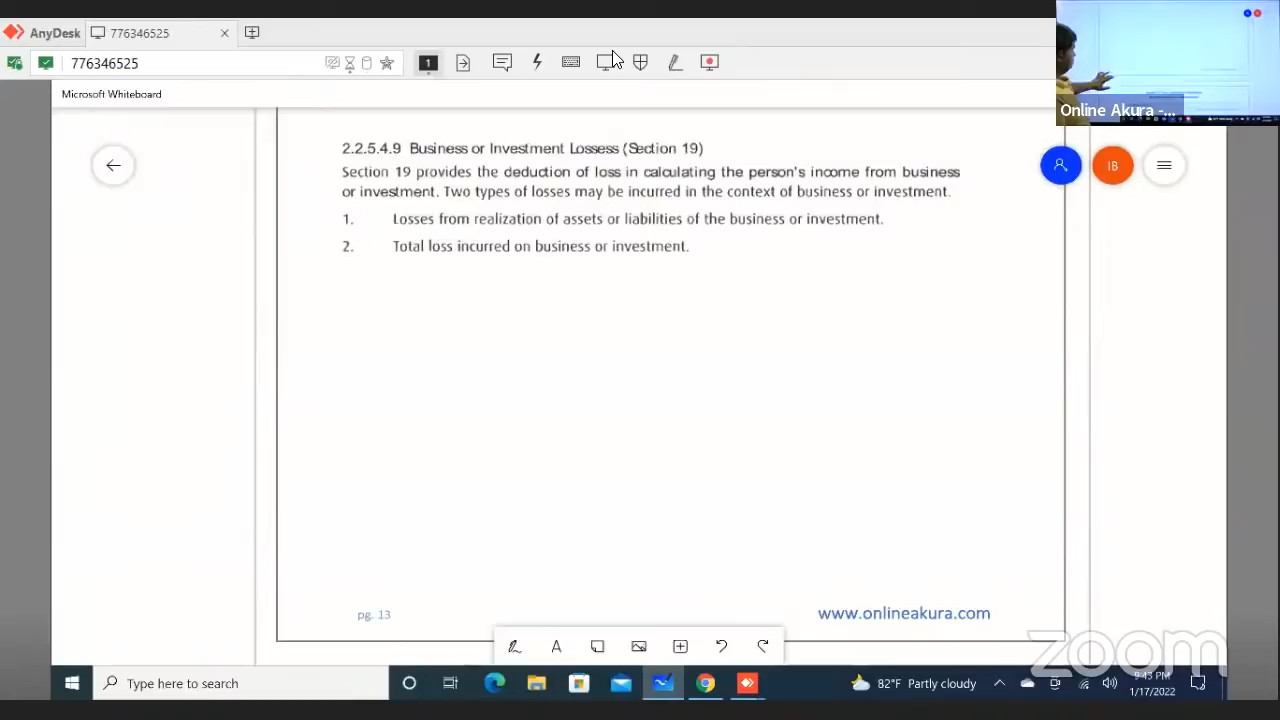 AnyDesk
776346525
776346525
1
Microsoft Whiteboard
Online Akura -...
IB
2.2.5.4.9 Business or Investment Lossess (Section 19)
Section 19 provides the deduction of loss in calculating the person's income from business
or investment. Two types of losses may be incurred in the context of business or investment.
1. Losses from realization of assets or liabilities of the business or investment.
2. Total loss incurred on business or investment.
pg. 13
www.onlineakura.com
zoom
Type here to search
82°F Partly cloudy
9:43 PM
1/17/2022